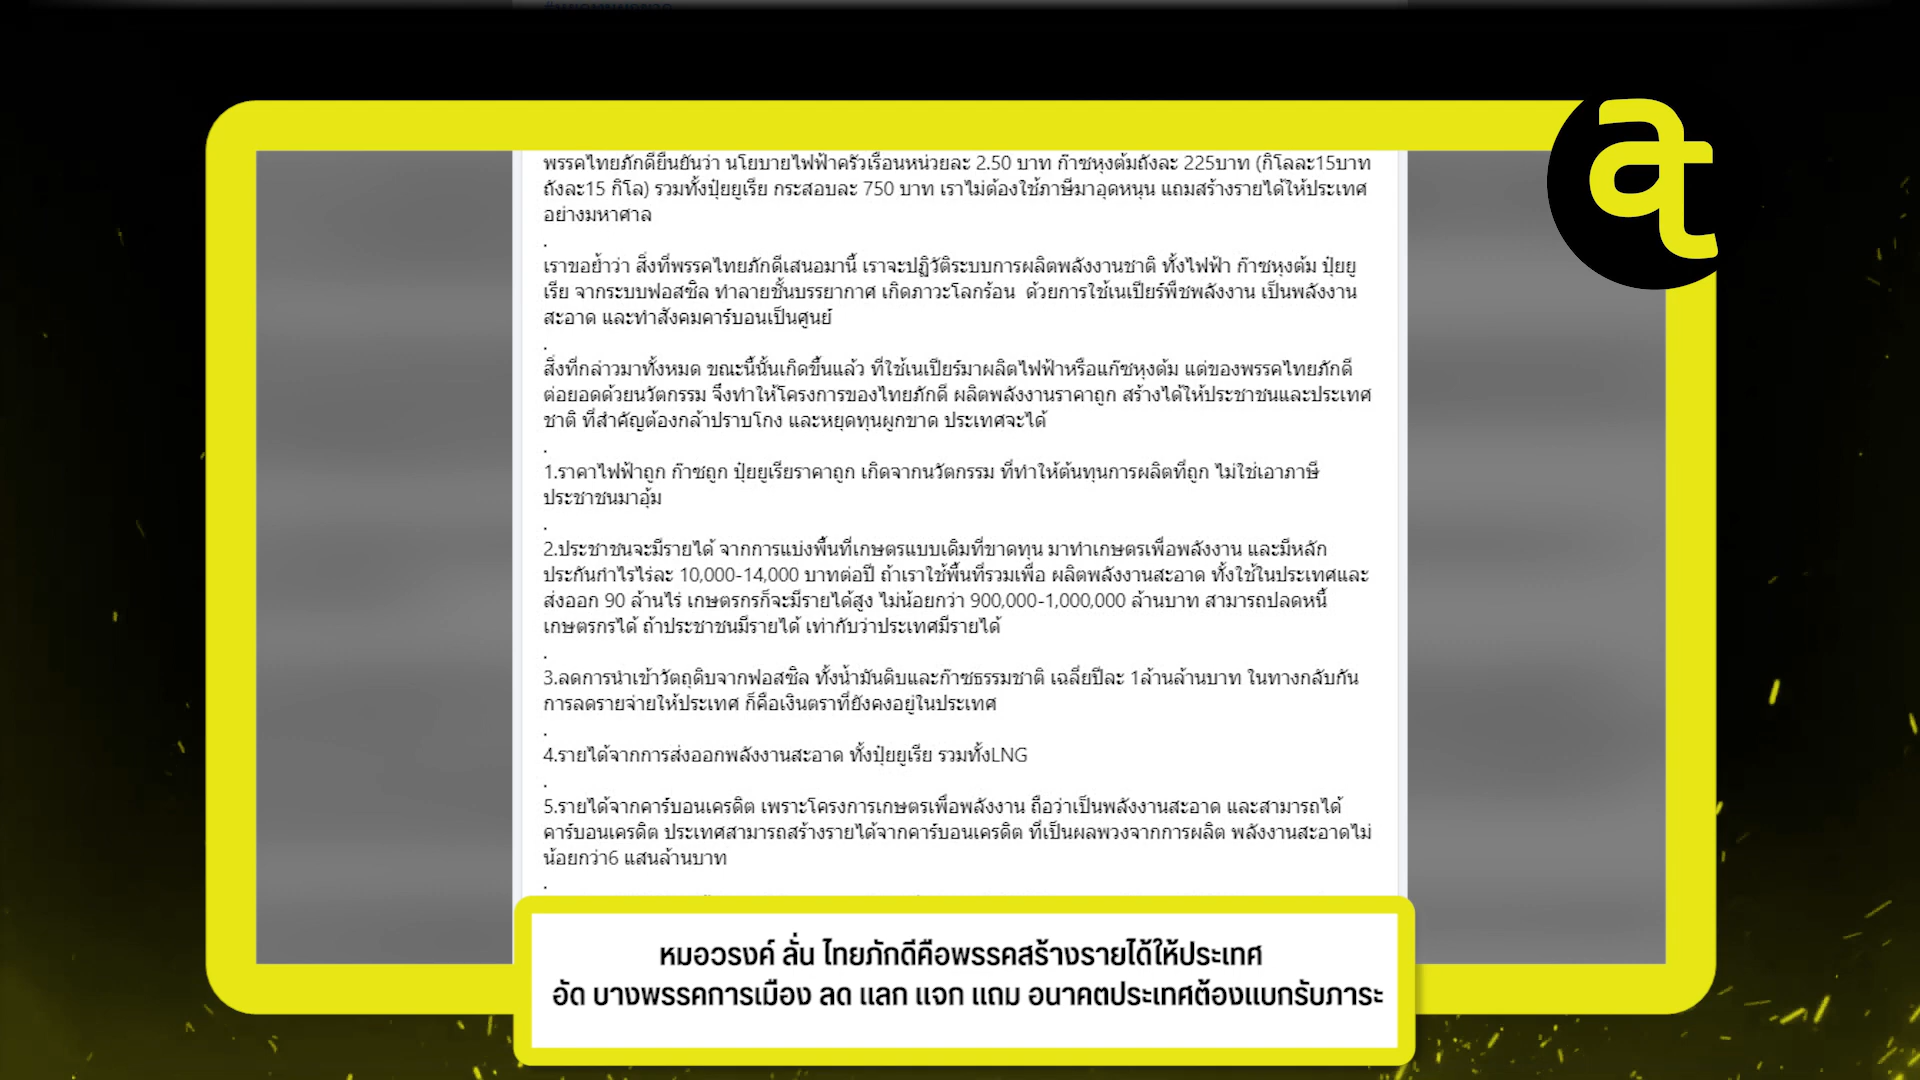 at
พรรคไทยภักดียืนยันว่า นโยบายไฟฟ้าครัวเรือนหน่วยละ 2.50 บาท ก๊าซหุงต้มถังละ 225บาท (กิโลละ15บาท
ถังละ15 กิโล) รวมทั้งปุ๋ยยูเรีย กระสอบละ 750 บาท เราไม่ต้องใช้ภาษีมาอุดหนุน แถมสร้างรายได้ให้ประเทศ
อย่างมหาศาล
.
เราขอย้ำว่า สิ่งที่พรรคไทยภักดีเสนอมานี้ เราจะปฏิวัติระบบการผลิตพลังงานชาติ ทั้งไฟฟ้า ก๊าซหุงต้ม ปุ๋ยยู
เรีย จากระบบฟอสซิล ทำลายชั้นบรรยากาศ เกิดภาวะโลกร้อน ด้วยการใช้เนเปียร์พืชพลังงาน เป็นพลังงาน
สะอาด และทำสังคมคาร์บอนเป็นศูนย์
.
สิ่งที่กล่าวมาทั้งหมด ขณะนี้นั้นเกิดขึ้นแล้ว ที่ใช้เนเปียร์มาผลิตไฟฟ้าหรือแก๊ซหุงต้ม แต่ของพรรคไทยภักดี
ต่อยอดด้วยนวัตกรรม จึงทำให้โครงการของไทยภักดี ผลิตพลังงานราคาถูก สร้างได้ให้ประชาชนและประเทศ
ชาติ ที่สำคัญต้องกล้าปราบโกง และหยุดทุนผูกขาด ประเทศจะได้
.
1.ราคาไฟฟ้าถูก ก๊าซถูก ปุ๋ยยูเรียราคาถูก เกิดจากนวัตกรรม ที่ทำให้ต้นทุนการผลิตที่ถูก ไม่ใช่เอาภาษี
ประชาชนมาอุ้ม
.
2.ประชาชนจะมีรายได้ จากการแบ่งพื้นที่เกษตรแบบเดิมที่ขาดทุน มาทำเกษตรเพื่อพลังงาน และมีหลัก
ประกันกำไรไร่ละ 10,000-14,000 บาทต่อปี ถ้าเราใช้พื้นที่รวมเพื่อ ผลิตพลังงานสะอาด ทั้งใช้ในประเทศและ
ส่งออก 90 ล้านไร่ เกษตรกรก็จะมีรายได้สูง ไม่น้อยกว่า 900,000-1,000,000 ล้านบาท สามารถปลดหนี้
เกษตรกรได้ ถ้าประชาชนมีรายได้ เท่ากับว่าประเทศมีรายได้
.
3.ลดการนำเข้าวัตถุดิบจากฟอสซิล ทั้งน้ำมันดิบและก๊าซธรรมชาติ เฉลี่ยปีละ 1ล้านล้านบาท ในทางกลับกัน
การลดรายจ่ายให้ประเทศ ก็คือเงินตราที่ยังคงอยู่ในประเทศ
.
4.รายได้จากการส่งออกพลังงานสะอาด ทั้งปุ๋ยยูเรีย รวมทั้งLNG
.
5.รายได้จากคาร์บอนเครดิต เพราะโครงการเกษตรเพื่อพลังงาน ถือว่าเป็นพลังงานสะอาด และสามารถได้
คาร์บอนเครดิต ประเทศสามารถสร้างรายได้จากคาร์บอนเครดิต ที่เป็นผลพวงจากการผลิต พลังงานสะอาดไม่
น้อยกว่า6 แสนล้านบาท
.
หมอวรงค์ ลั่น ไทยภักดีคือพรรคสร้างรายได้ให้ประเทศ
อัด บางพรรคการเมือง ลด แลก แจก แถม อนาคตประเทศต้องแบกรับภาระ